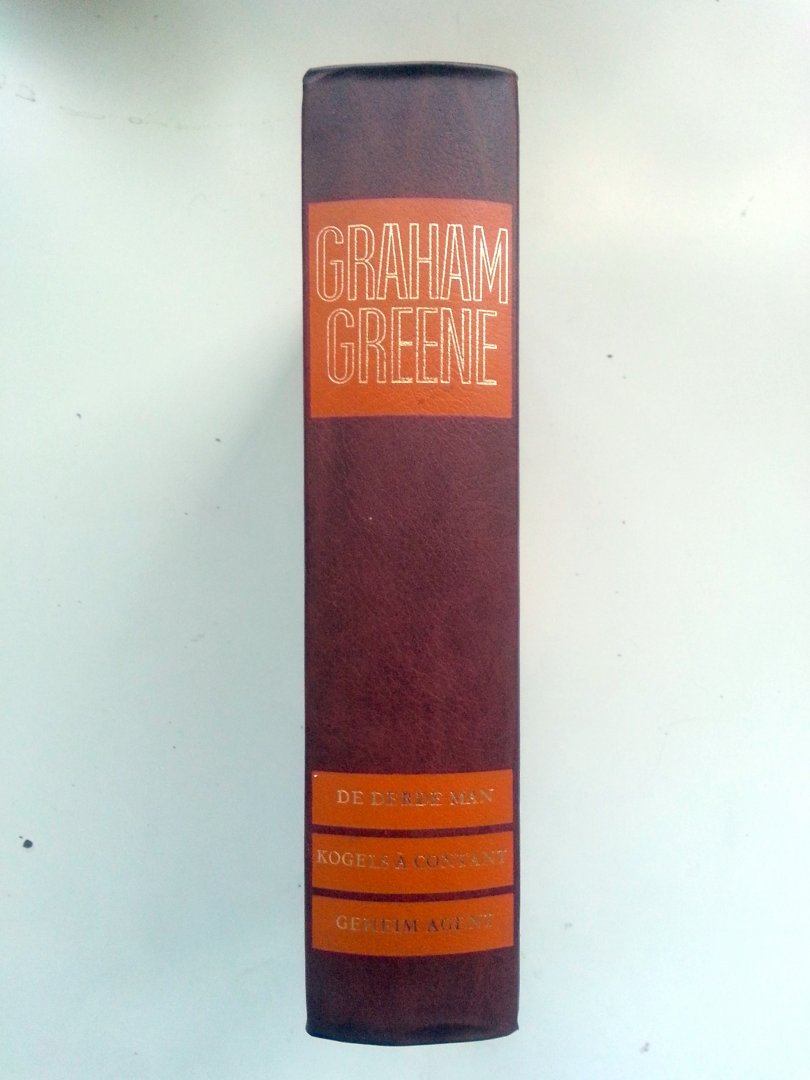 GRAHAM
GREENE
DE DERDE MAN
KOGELS À CONTANT
GEHEIM AGENT